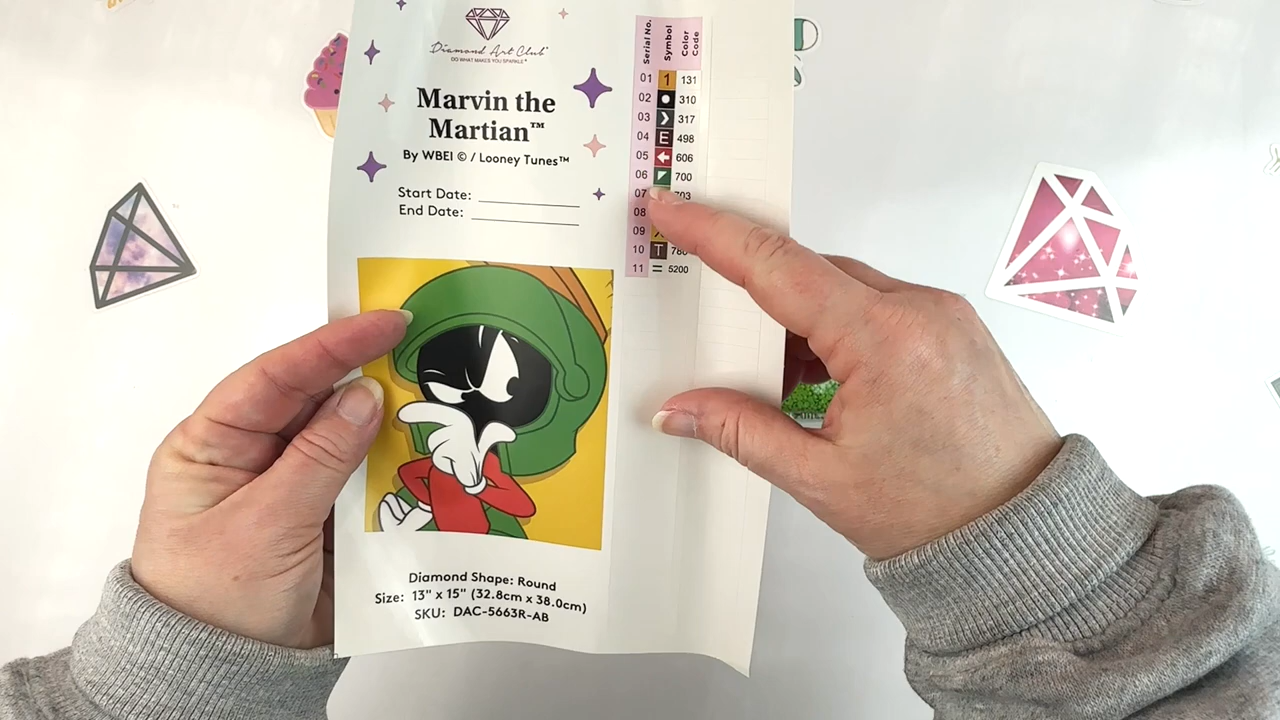 Diamond Art Club
DO WHAT MAKES YOU SPARKLE
Marvin the
Martian™
By WBEI © / Looney Tunes™
Start Date:
End Date:
Diamond Shape: Round
Size: 13" x 15" (32.8cm x 38.0cm)
SKU: DAC-5663R-AB
Serial No. Symbol Color Code
01 1 131
02 310
03 317
04 E 498
05 606
06 700
07
08
09
10 T
11 = 5200